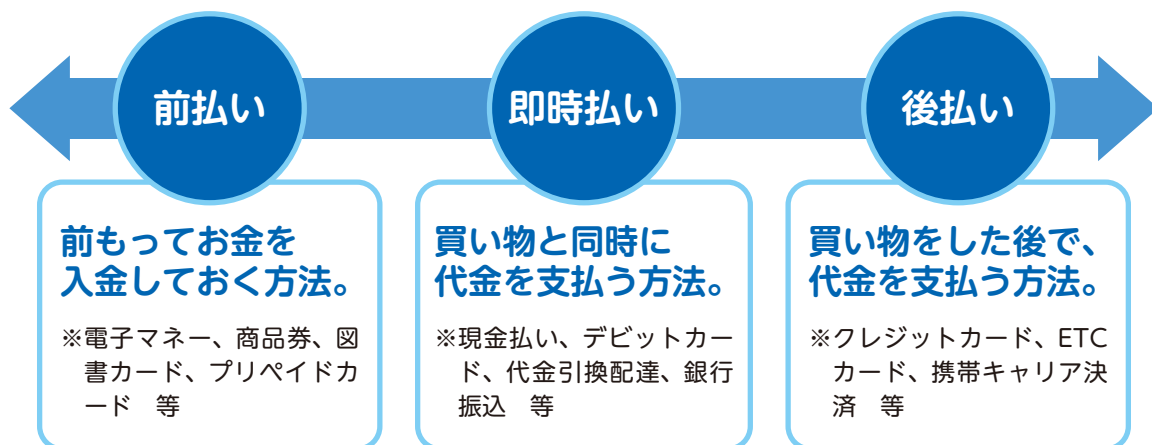 前払い
即時払い
後払い
前もってお金を
入金しておく方法。
※電子マネー、商品券、図
書カード、プリペイドカ
ード　等
買い物と同時に
代金を支払う方法。
※現金払い、デビットカー
ド、代金引換配達、銀行
振込　等
買い物をした後で、
代金を支払う方法。
※クレジットカード、ETC
カード、携帯キャリア決
済　等